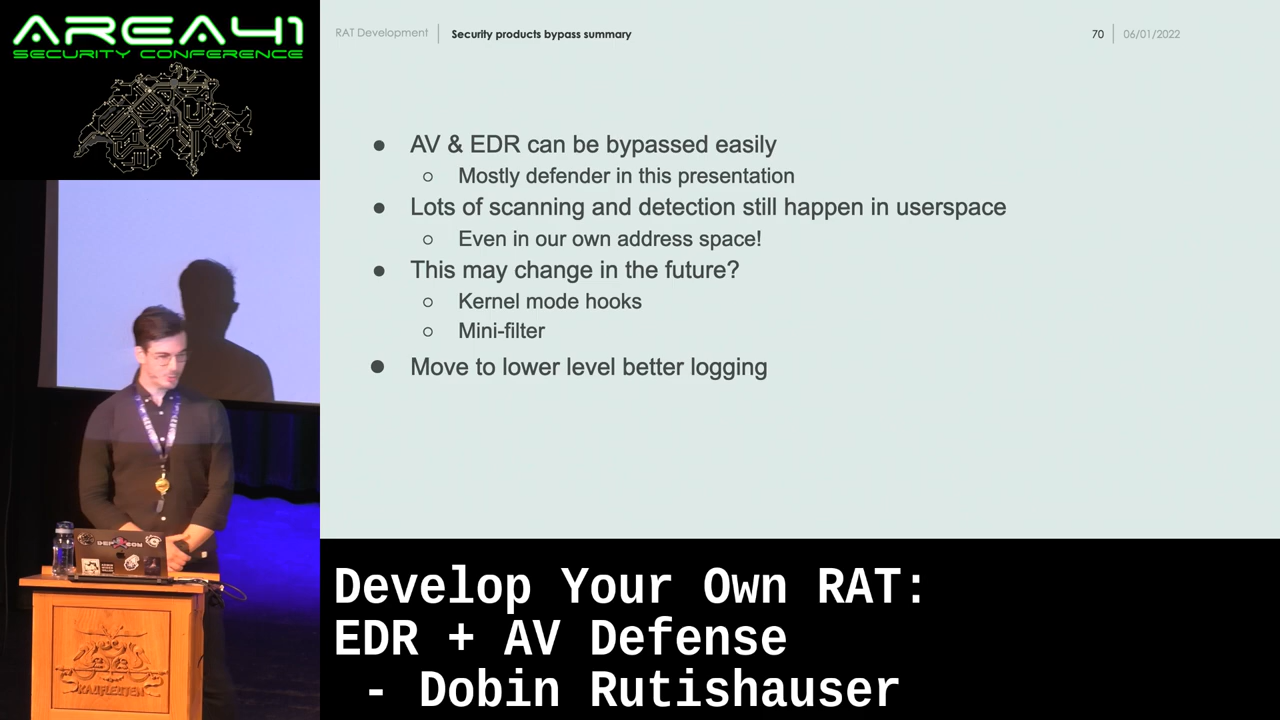 AREA41
SECURITY CONFERENCE
RAT Development
Security products bypass summary
70
06/01/2022
● AV & EDR can be bypassed easily
○ Mostly defender in this presentation
● Lots of scanning and detection still happen in userspace
○ Even in our own address space!
● This may change in the future?
○ Kernel mode hooks
○ Mini-filter
● Move to lower level better logging
DEFCON
KAUFLEUTEN
Develop Your Own RAT:
EDR + AV Defense
- Dobin Rutishauser